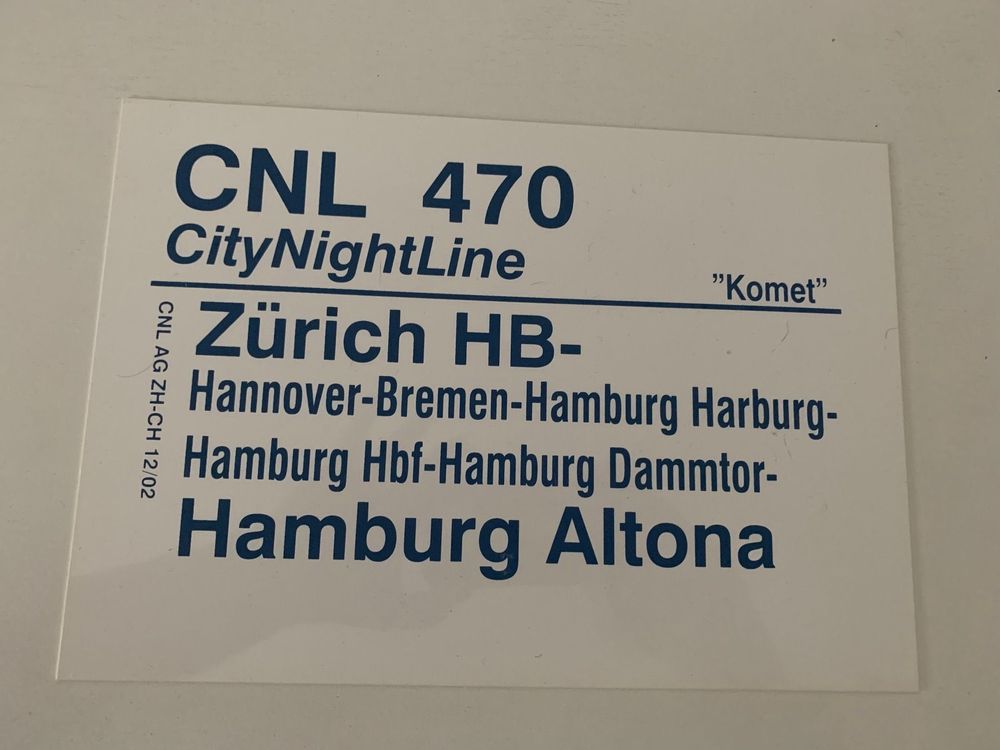 CNL 470
CityNightLine
"Komet"
Zürich HB-
Hannover-Bremen-Hamburg Harburg-
Hamburg Hbf-Hamburg Dammtor-
Hamburg Altona
CNL AG ZH-CH 12/02